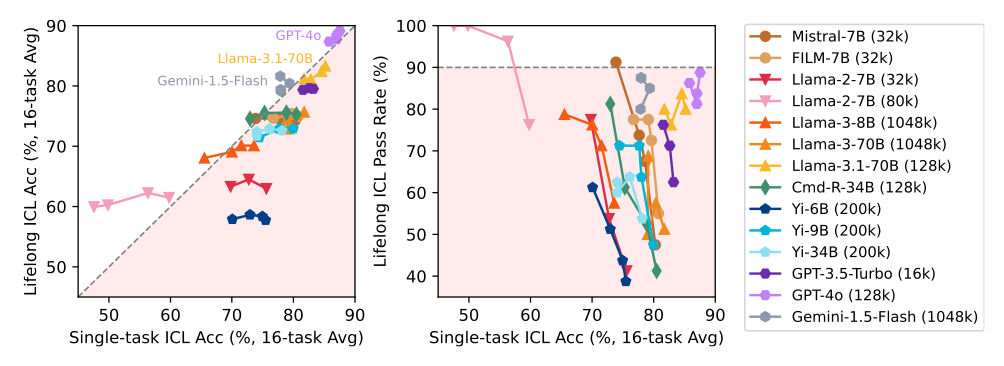 90
80
70
60
50
50
60
70
80
90
Lifelong ICL Acc (%, 16-task Avg)
Single-task ICL Acc (%, 16-task Avg)
GPT-4o
Llama-3.1-70B
Gemini-1.5-Flash
100
90
80
70
60
50
40
50
60
70
80
90
Lifelong ICL Pass Rate (%)
Single-task ICL Acc (%, 16-task Avg)
Mistral-7B (32k)
FILM-7B (32k)
Llama-2-7B (32k)
Llama-2-7B (80k)
Llama-3-8B (1048k)
Llama-3-70B (1048k)
Llama-3.1-70B (128k)
Cmd-R-34B (128k)
Yi-6B (200k)
Yi-9B (200k)
Yi-34B (200k)
GPT-3.5-Turbo (16k)
GPT-4o (128k)
Gemini-1.5-Flash (1048k)